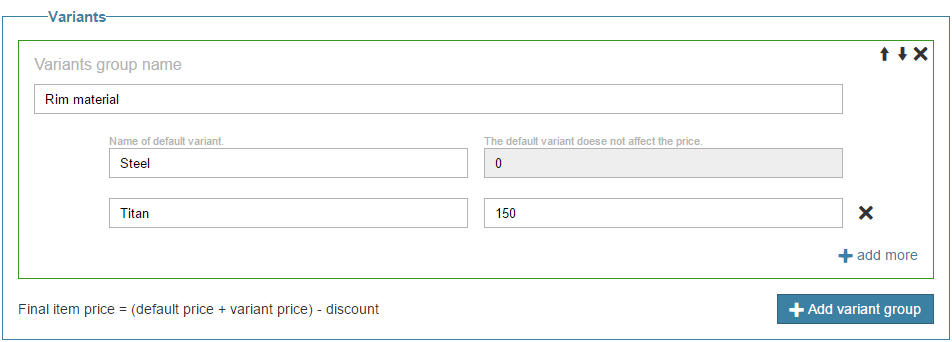 Variants
Variants group name
Rim material
Name of default variant. The default variant doese not affect the price.
Steel 0
Titan 150
add more
Final item price = (default price + variant price) - discount Add variant group